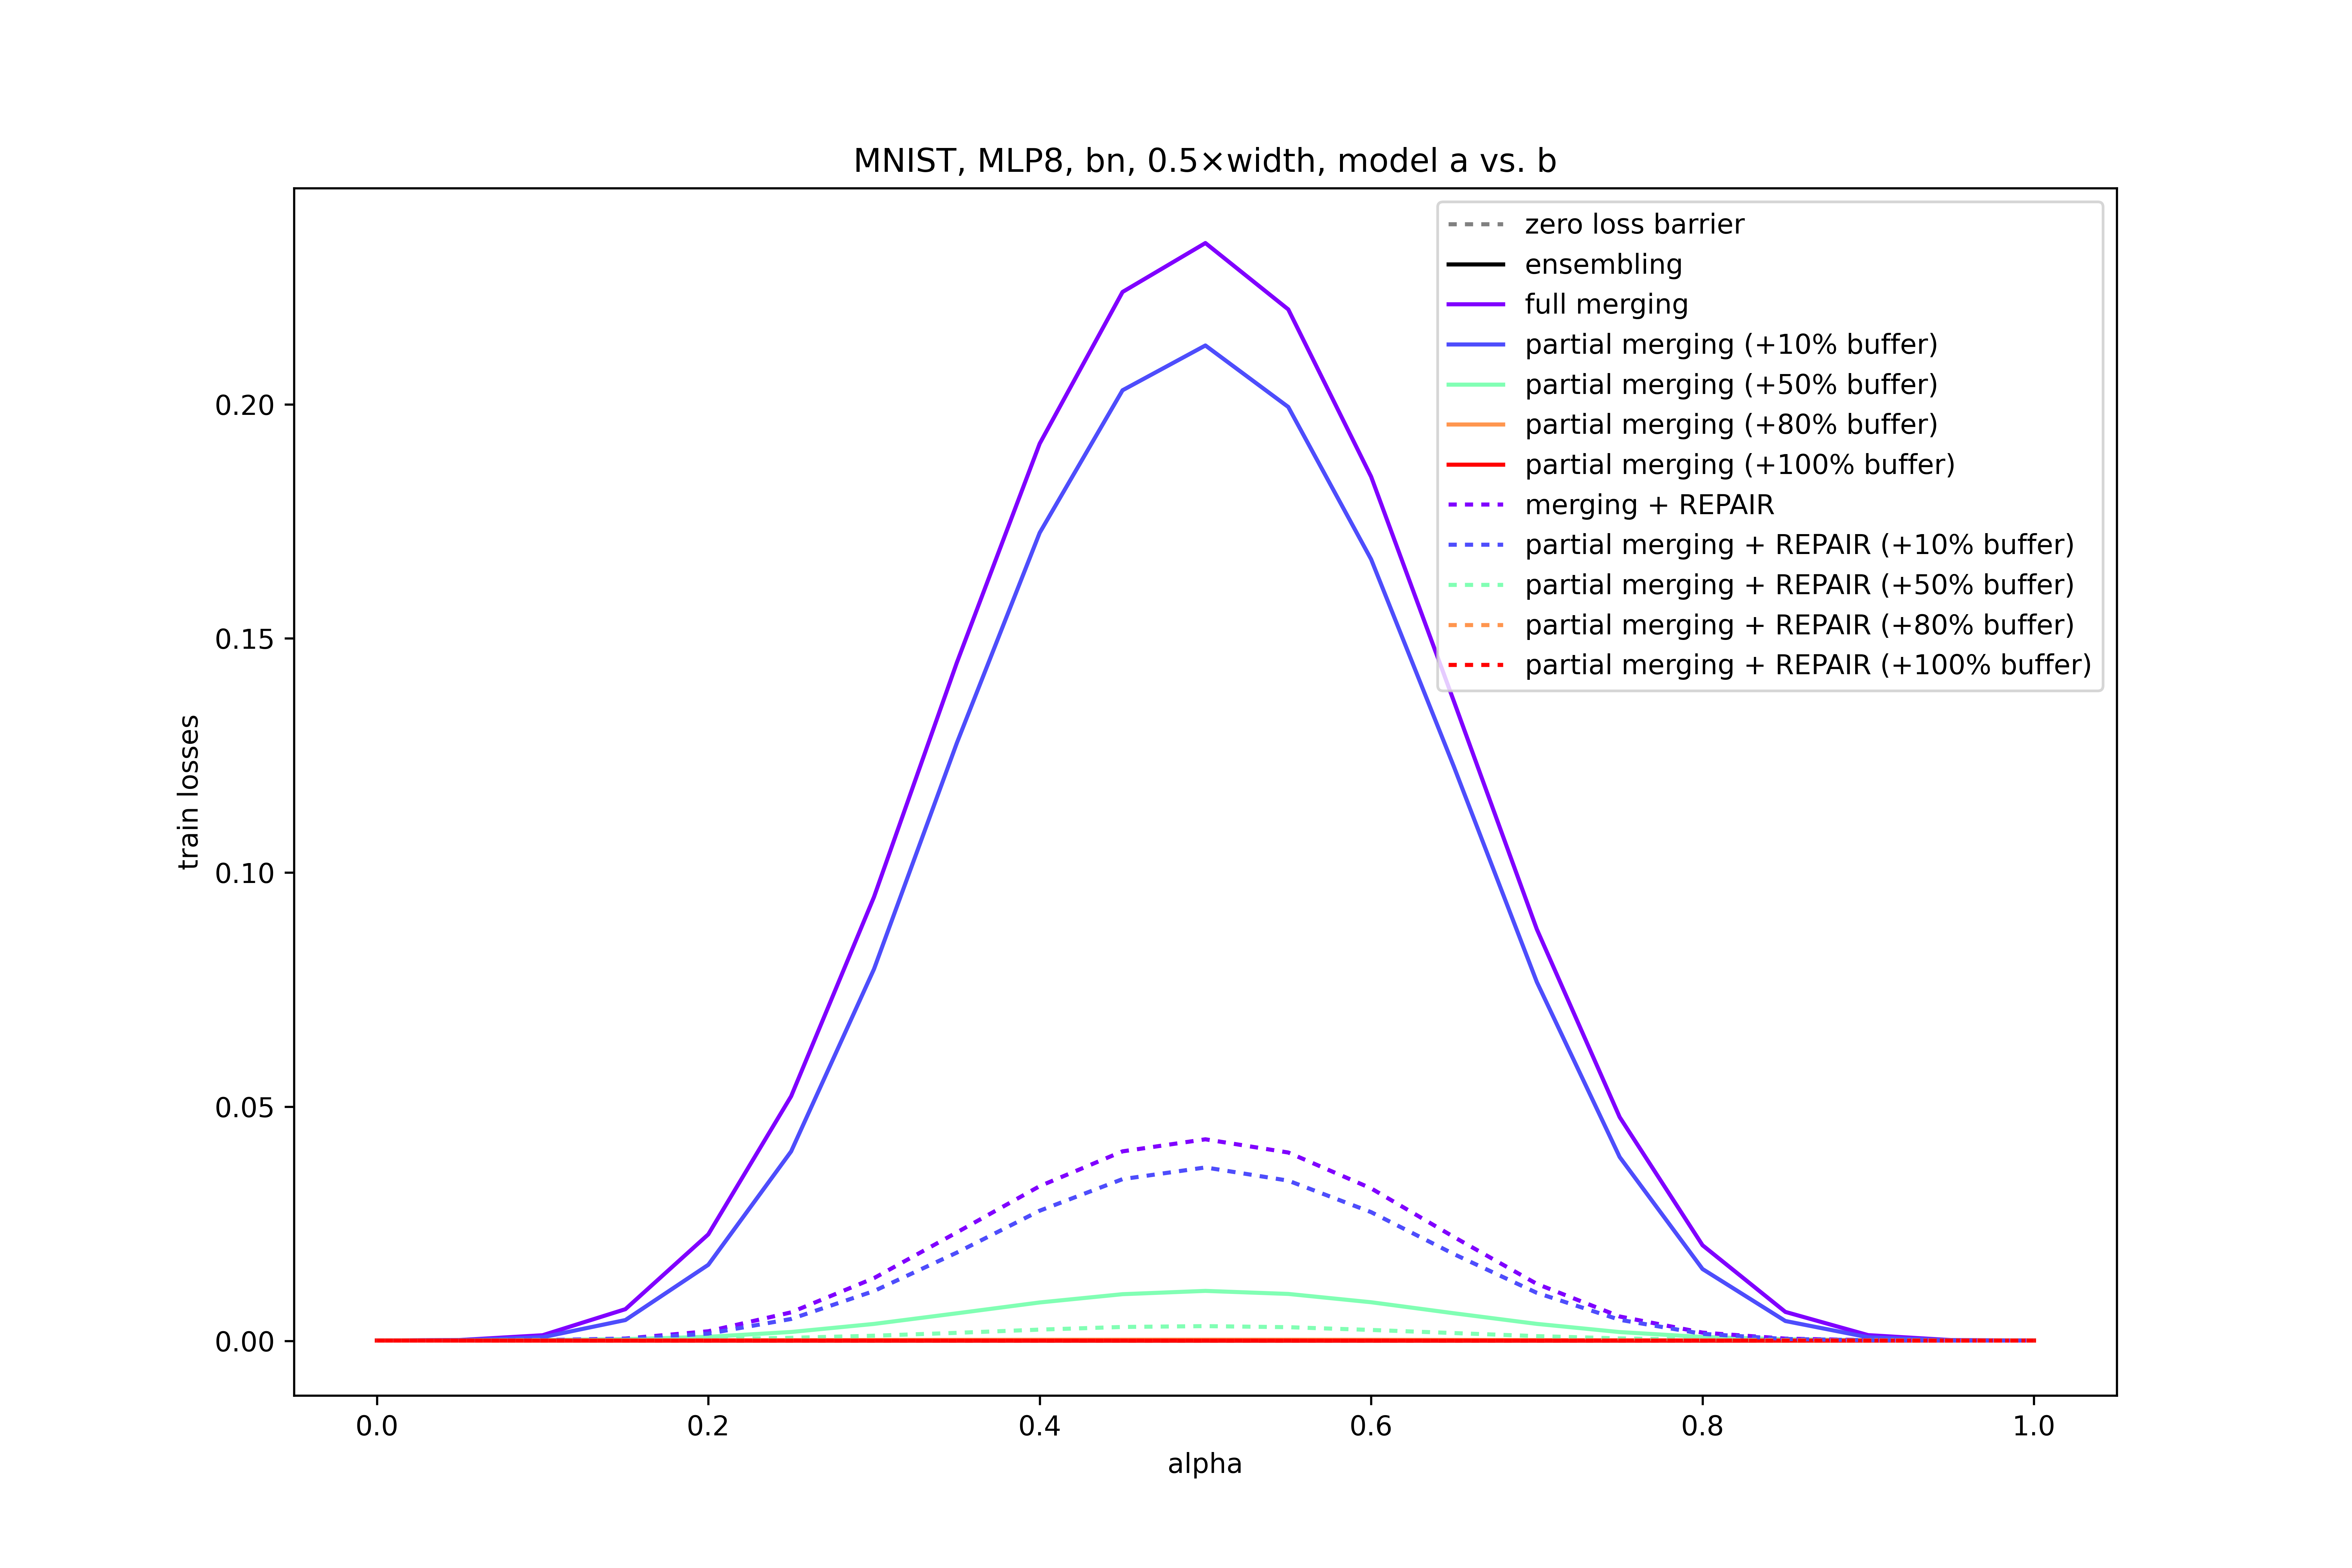 MNIST, MLP8, bn, 0.5×width, model a vs. b
zero loss barrier
ensembling
full merging
partial merging (+10% buffer)
partial merging (+50% buffer)
partial merging (+80% buffer)
partial merging (+100% buffer)
merging + REPAIR
partial merging + REPAIR (+10% buffer)
partial merging + REPAIR (+50% buffer)
partial merging + REPAIR (+80% buffer)
partial merging + REPAIR (+100% buffer)
train losses
0.20
0.15
0.10
0.05
0.00
0.0 0.2 0.4 0.6 0.8 1.0
alpha